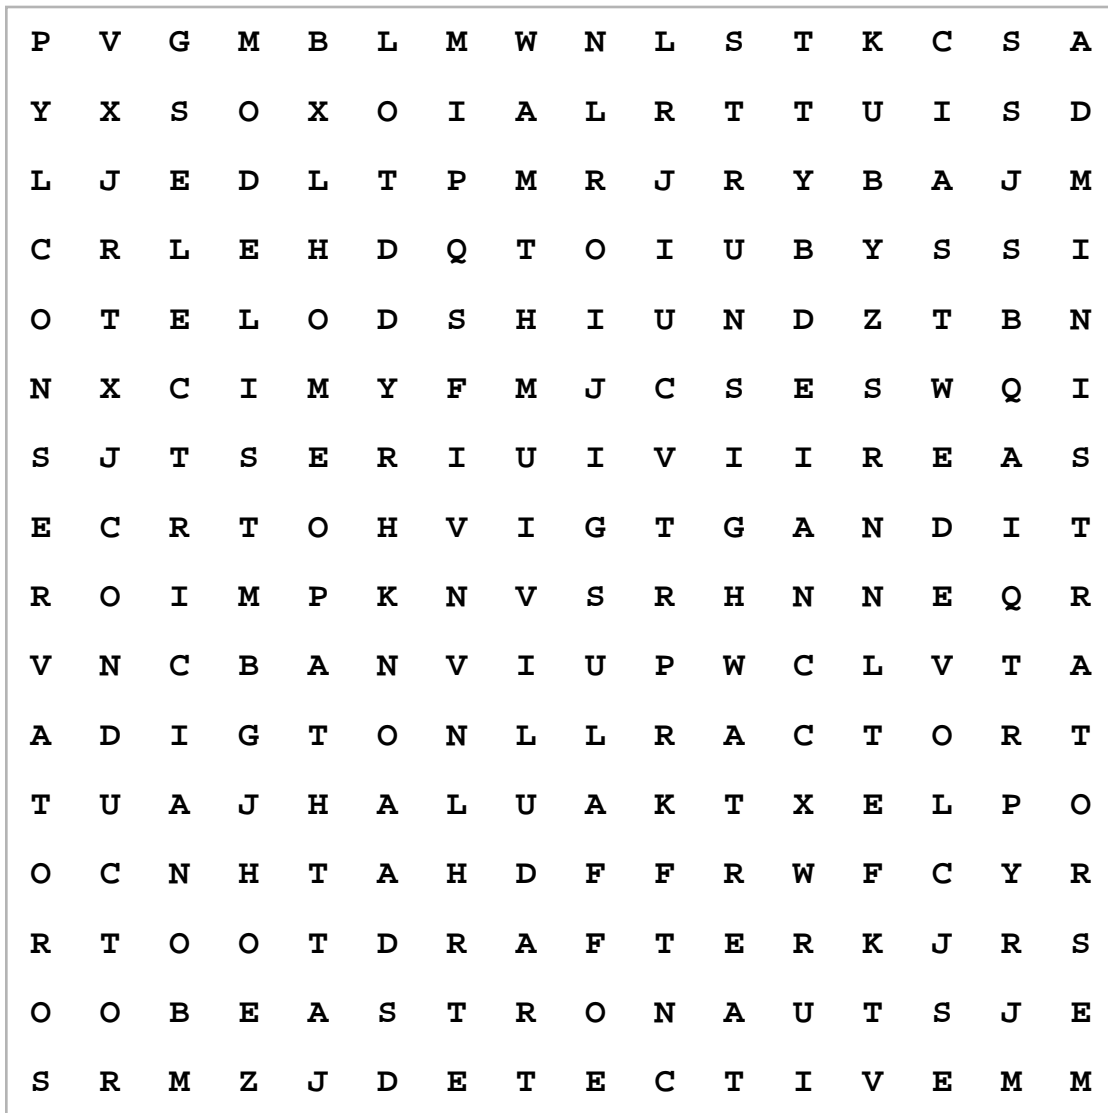 P V G M B L M W N L S T K C S A
Y X S O X O I A L R T T U I S D
L J E D L T P M R J R Y B A J M
C R L E H D Q T O I U B Y S S I
O T E L O D S H I U N D Z T B N
N X C I M Y F M J C S E S W Q I
S J T S E R I U I V I I R E A S
E C R T O H V I G T G A N D I T
R O I M P K N V S R H N N E Q R
V N C B A N V I U P W C L V T A
A D I G T O N L L R A C T O R T
T U A J H A L U A K T X E L P O
O C N H T A H D F F R W F C Y R
R T O O T D R A F T E R K J R S
O O B E A S T R O N A U T S J E
S R M Z J D E T E C T I V E M M